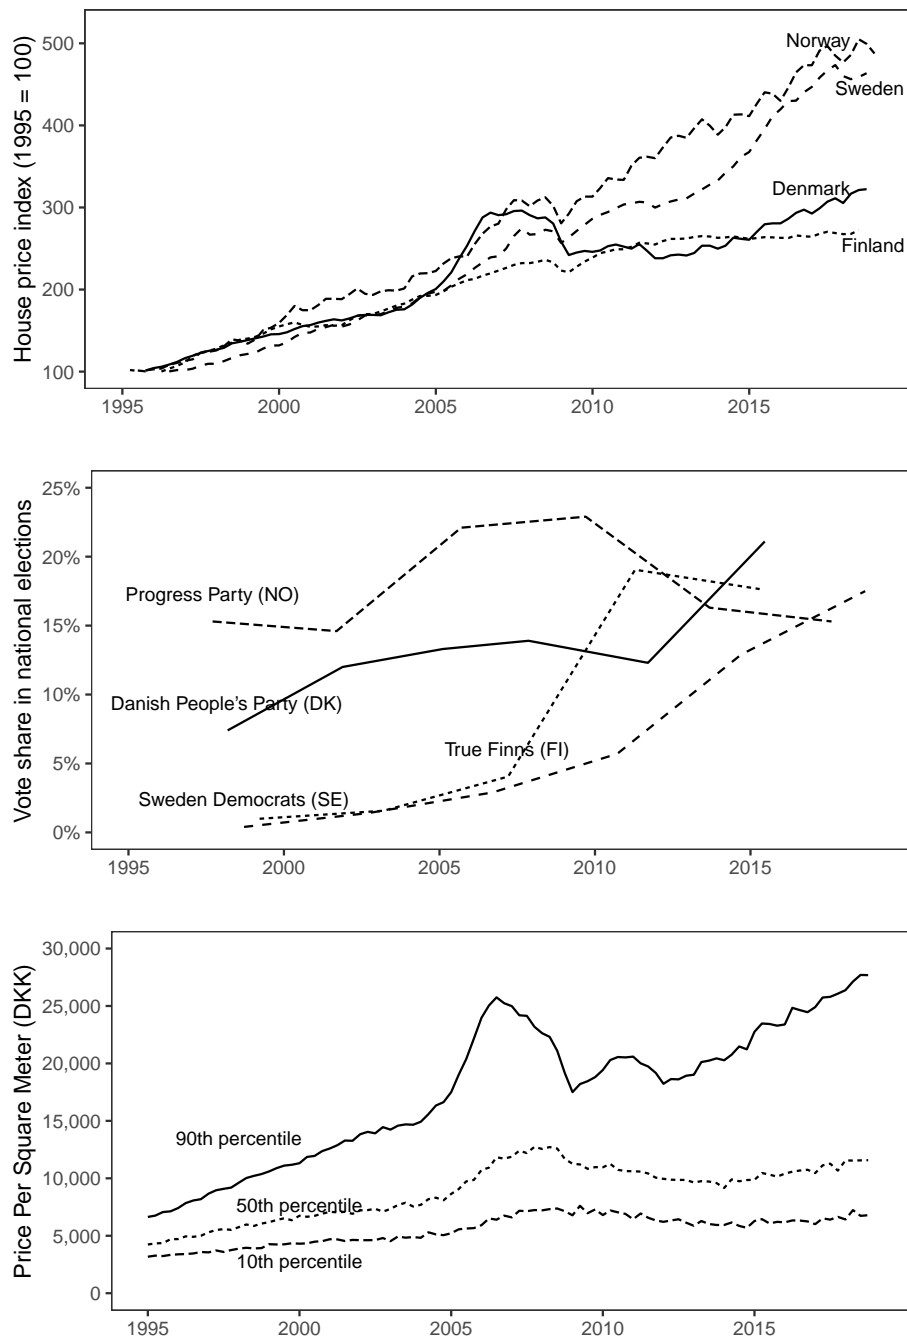 House price index (1995 = 100)
500
400
300
200
100
Norway
Sweden
Denmark
Finland
1995 2000 2005 2010 2015
Vote share in national elections
25%
20%
15%
10%
5%
0%
Progress Party (NO)
Danish People's Party (DK)
True Finns (FI)
Sweden Democrats (SE)
1995 2000 2005 2010 2015
Price Per Square Meter (DKK)
30,000
25,000
20,000
15,000
10,000
5,000
0
90th percentile
50th percentile
10th percentile
1995 2000 2005 2010 2015